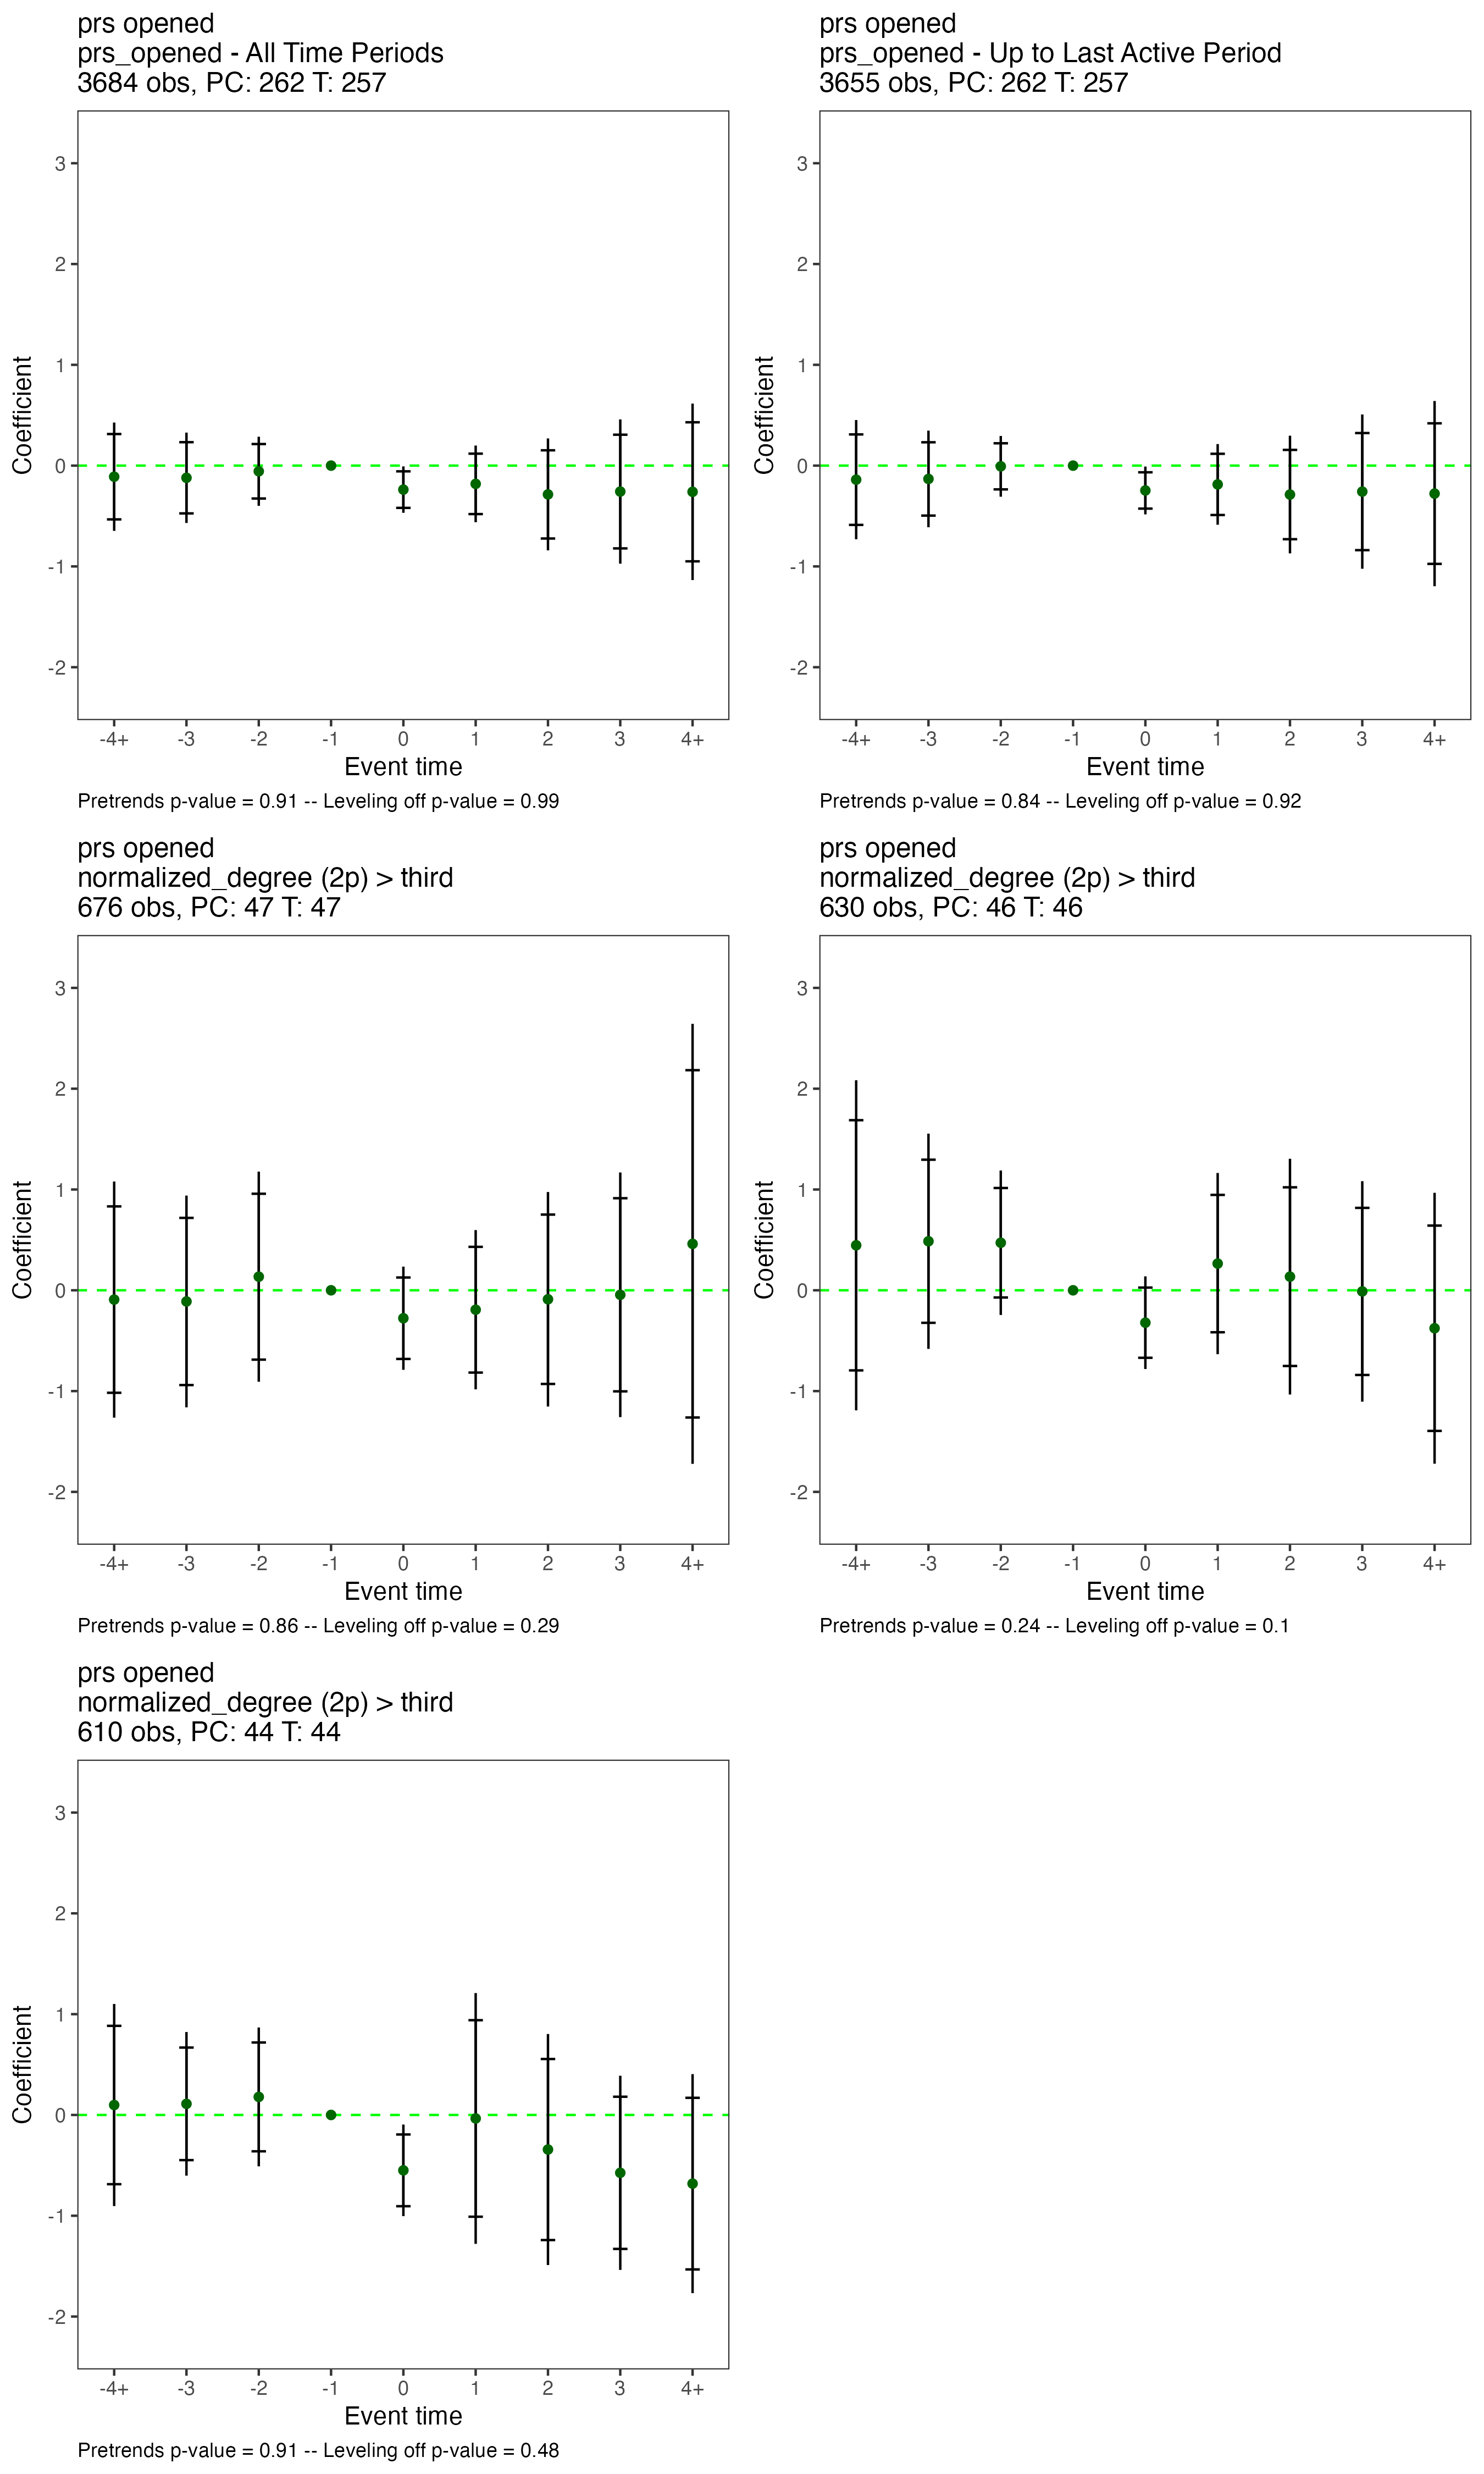 prs opened
prs_opened - All Time Periods
3684 obs, PC: 262 T: 257
3
2
1
0
-1
-2
Coefficient
-4+ -3 -2 -1 0 1 2 3 4+
Event time
Pretrends p-value = 0.91 -- Leveling off p-value = 0.99
prs opened
prs_opened - Up to Last Active Period
3655 obs, PC: 262 T: 257
3
2
1
0
-1
-2
Coefficient
-4+ -3 -2 -1 0 1 2 3 4+
Event time
Pretrends p-value = 0.84 -- Leveling off p-value = 0.92
prs opened
normalized_degree (2p) > third
676 obs, PC: 47 T: 47
3
2
1
0
-1
-2
Coefficient
-4+ -3 -2 -1 0 1 2 3 4+
Event time
Pretrends p-value = 0.86 -- Leveling off p-value = 0.29
prs opened
normalized_degree (2p) > third
630 obs, PC: 46 T: 46
3
2
1
0
-1
-2
Coefficient
-4+ -3 -2 -1 0 1 2 3 4+
Event time
Pretrends p-value = 0.24 -- Leveling off p-value = 0.1
prs opened
normalized_degree (2p) > third
610 obs, PC: 44 T: 44
3
2
1
0
-1
-2
Coefficient
-4+ -3 -2 -1 0 1 2 3 4+
Event time
Pretrends p-value = 0.91 -- Leveling off p-value = 0.48